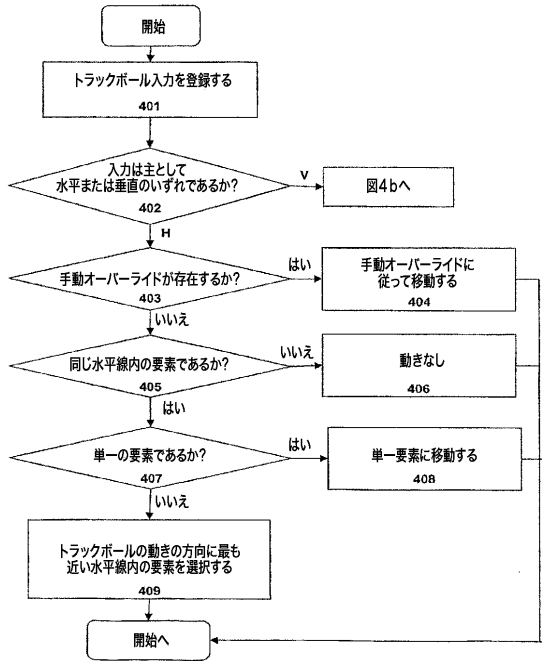 開始
トラックボール入力を登録する
401
入力は主として
水平または垂直のいずれであるか?
402
V
図4bへ
H
手動オーバーライドが存在するか?
403
はい
手動オーバーライドに
従って移動する
404
いいえ
同じ水平線内の要素であるか?
405
いいえ
動きなし
406
はい
単一の要素であるか?
407
はい
単一要素に移動する
408
いいえ
トラックボールの動きの方向に最も
近い水平線内の要素を選択する
409
開始へ